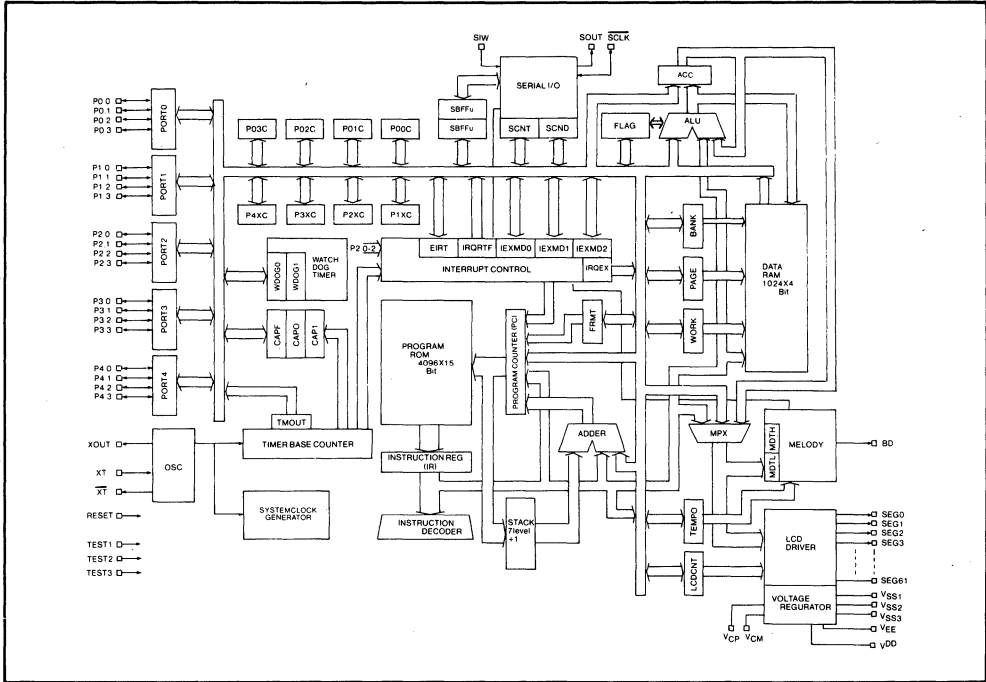 SIW
SOUT
SCLK
SERIAL I/O
SCNT
SCND
SBFFu
SBFFu
ACC
ALU
FLAG
P0 0
P0.1
P0 2
P0 3
PORT0
P1 0
P1 1
P1 2
P1 3
PORT1
P2 0
P2.1
P2 2
P2 3
PORT2
P3 0
P3 1
P3 2
P3 3
PORT3
P4 0
P4 1
P4 2
P4 3
PORT4
P03C
P02C
P01C
P00C
P4XC
P3XC
P2XC
P1XC
WDOG0
WDOG1
WATCH
DOG
TIMER
P2 0-2
EIRT
IRQRTF
IEXMD0
IEXMD1
IEXMD2
INTERRUPT CONTROL
IRQEX
CAPF
CAPO
CAP1
PROGRAM
ROM
4096X15
Bit
PROGRAM COUNTER (PC)
FRMT
BANK
PAGE
WORK
DATA
RAM
1024X4
Bit
TMOUT
TIMER BASE COUNTER
XOUT
XT
XT
OSC
RESET
TEST1
TEST2
TEST3
SYSTEMCLOCK
GENERATOR
INSTRUCTION REG
(IR)
INSTRUCTION
DECODER
STACK
7level
+1
ADDER
MPX
MDTL
MDTH
MELODY
BD
TEMPO
LCDCNT
LCD
DRIVER
SEG0
SEG1
SEG2
SEG3
SEG61
VOLTAGE
REGURATOR
VSS1
VSS2
VSS3
VEE
VDD
VCP
VCM